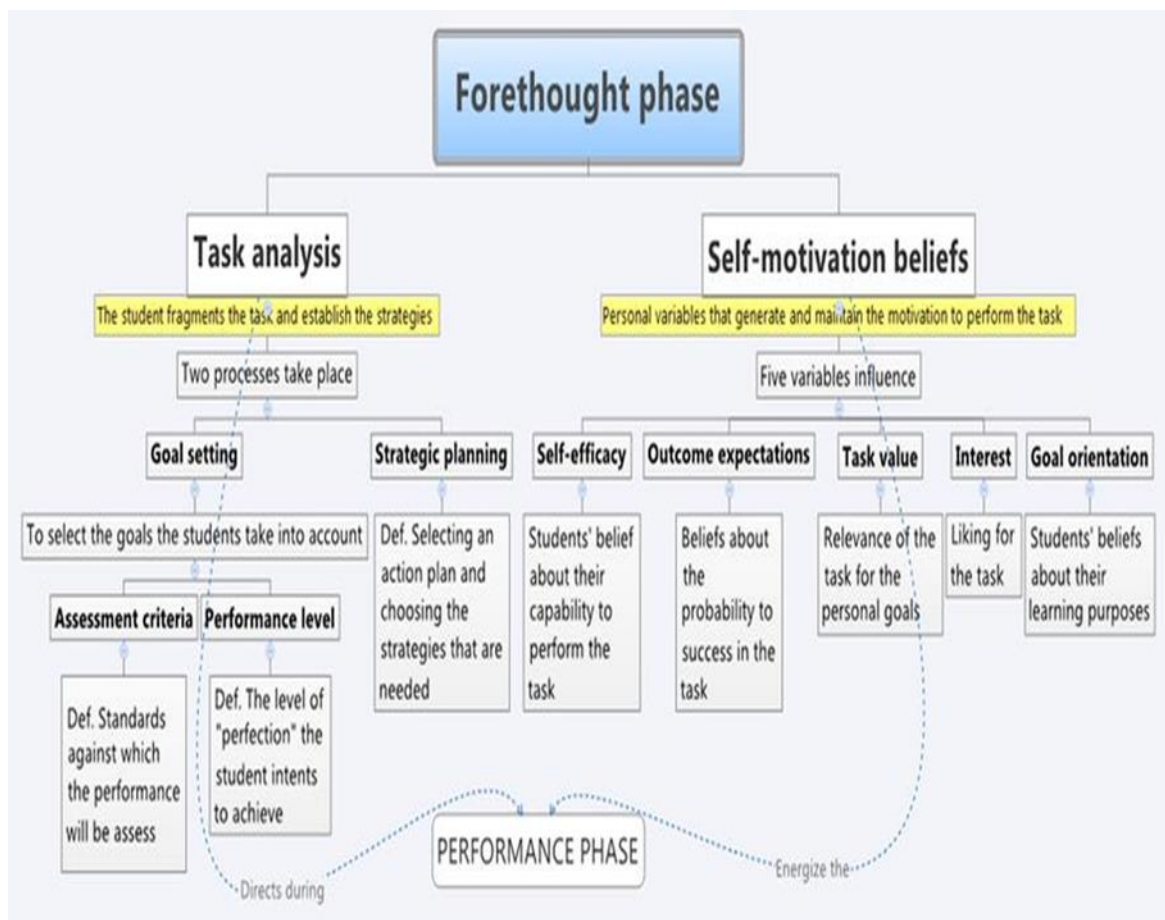 Forethought phase
Task analysis
Self-motivation beliefs
The student fragments the task and establish the strategies
Personal variables that generate and maintain the motivation to perform the task
Two processes take place
Five variables influence
Goal setting
Strategic planning
Self-efficacy
Outcome expectations
Task value
Interest
Goal orientation
To select the goals the students take into account
Def. Selecting an
action plan and
choosing the
strategies that are
needed
Students' belief
about their
capability to
perform the
task
Beliefs about
the
probability to
success in the
task
Relevance of the
task for the
personal goals
Liking for
the task
Students' beliefs
about their
learning purposes
Assessment criteria
Performance level
Def. Standards
against which
the performance
will be assess
Def. The level of
"perfection" the
student intents
to achieve
PERFORMANCE PHASE
Directs during
Energize the